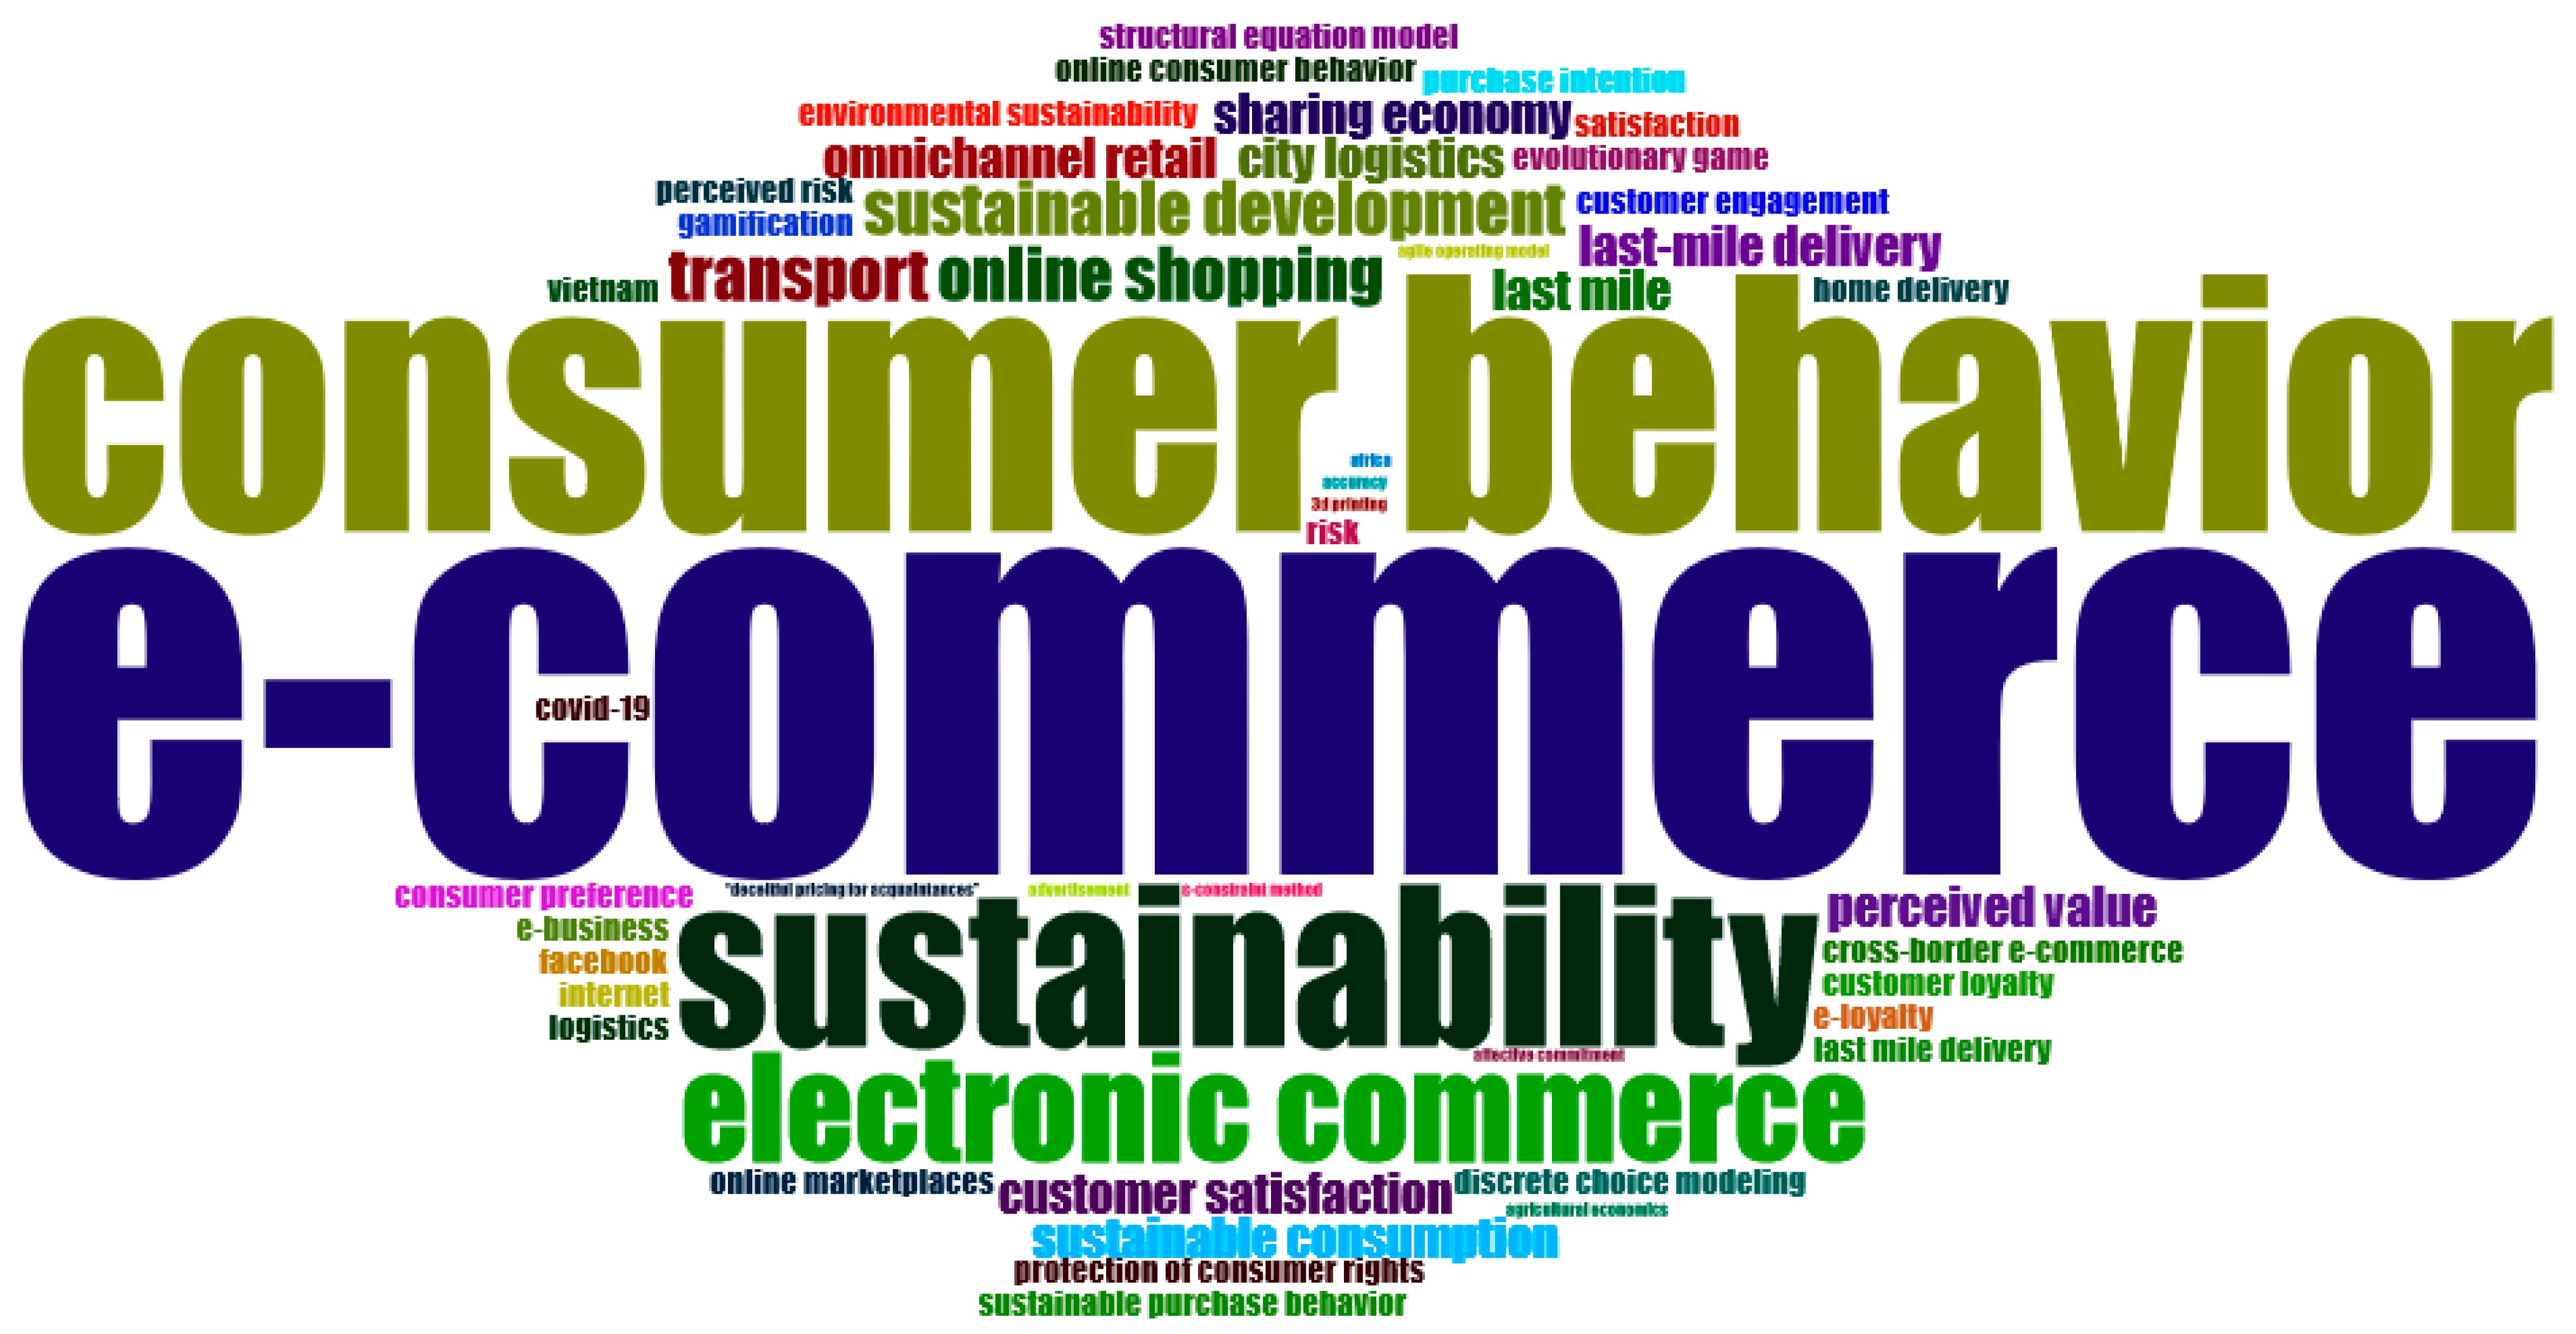 structural equation model
online consumer behavior purchase intention
environmental sustainability sharing economy satisfaction
omnichannel retail city logistics evolutionary game
perceived risk sustainable development customer engagement
gamification
agile operating model last-mile delivery
vietnam transport online shopping last mile home delivery
consumer behavior
africa
accuracy
3d printing
risk
e-commerce
covid-19
consumer preference "deceitful pricing for acquaintances" advertisement ε-constraint method
sustainability perceived value
e-business cross-border e-commerce
facebook customer loyalty
internet e-loyalty
logistics last mile delivery
affective commitment
electronic commerce
online marketplaces customer satisfaction discrete choice modeling
agricultural economics
sustainable consumption
protection of consumer rights
sustainable purchase behavior